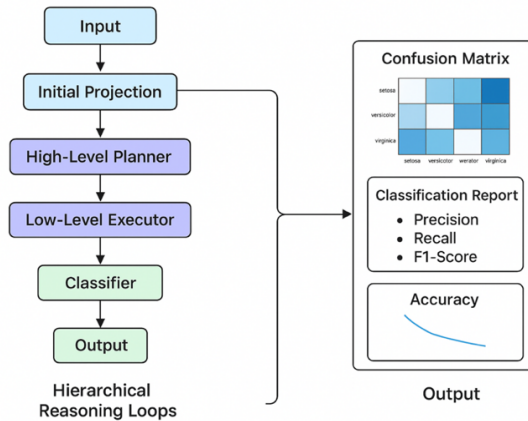 Input
Initial Projection
High-Level Planner
Low-Level Executor
Classifier
Output
Hierarchical
Reasoning Loops
Confusion Matrix
setosa
versicolor
virginica
setosa versicolor werator virginica
Classification Report
• Precision
• Recall
• F1-Score
Accuracy
Output